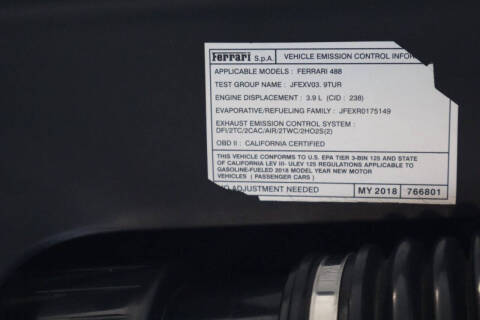 Ferrari S.p.A. VEHICLE EMISSION CONTROL INFOR
APPLICABLE MODELS : FERRARI 488
TEST GROUP NAME : JFEXV03. 9TUR
ENGINE DISPLACEMENT : 3.9 L (CID : 238)
EVAPORATIVE/REFUELING FAMILY : JFEXR0175149
EXHAUST EMISSION CONTROL SYSTEM :
DFI/2TC/2CAC/AIR/2TWC/2HO2S(2)
OBD II : CALIFORNIA CERTIFIED
THIS VEHICLE CONFORMS TO U.S. EPA TIER 3-BIN 125 AND STATE
OF CALIFORNIA LEV III- ULEV 125 REGULATIONS APPLICABLE TO
GASOLINE-FUELED 2018 MODEL YEAR NEW MOTOR
VEHICLES ( PASSENGER CARS )
NO ADJUSTMENT NEEDED MY 2018 766801